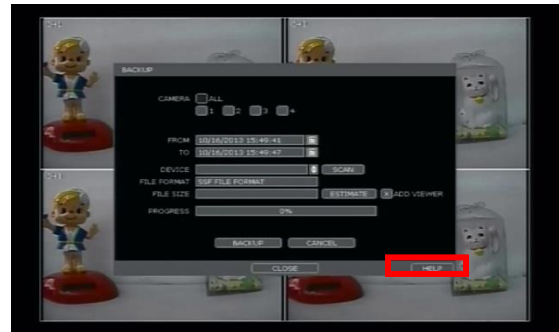 BACKUP
CAMERA ALL
1 2 3 4
FROM 10/16/2013 15:49:41
TO 10/16/2013 15:49:47
DEVICE SCAN
FILE FORMAT SSF FILE FORMAT
FILE SIZE ESTIMATE ADD VIEWER
PROGRESS 0%
BACKUP CANCEL
CLOSE HELP